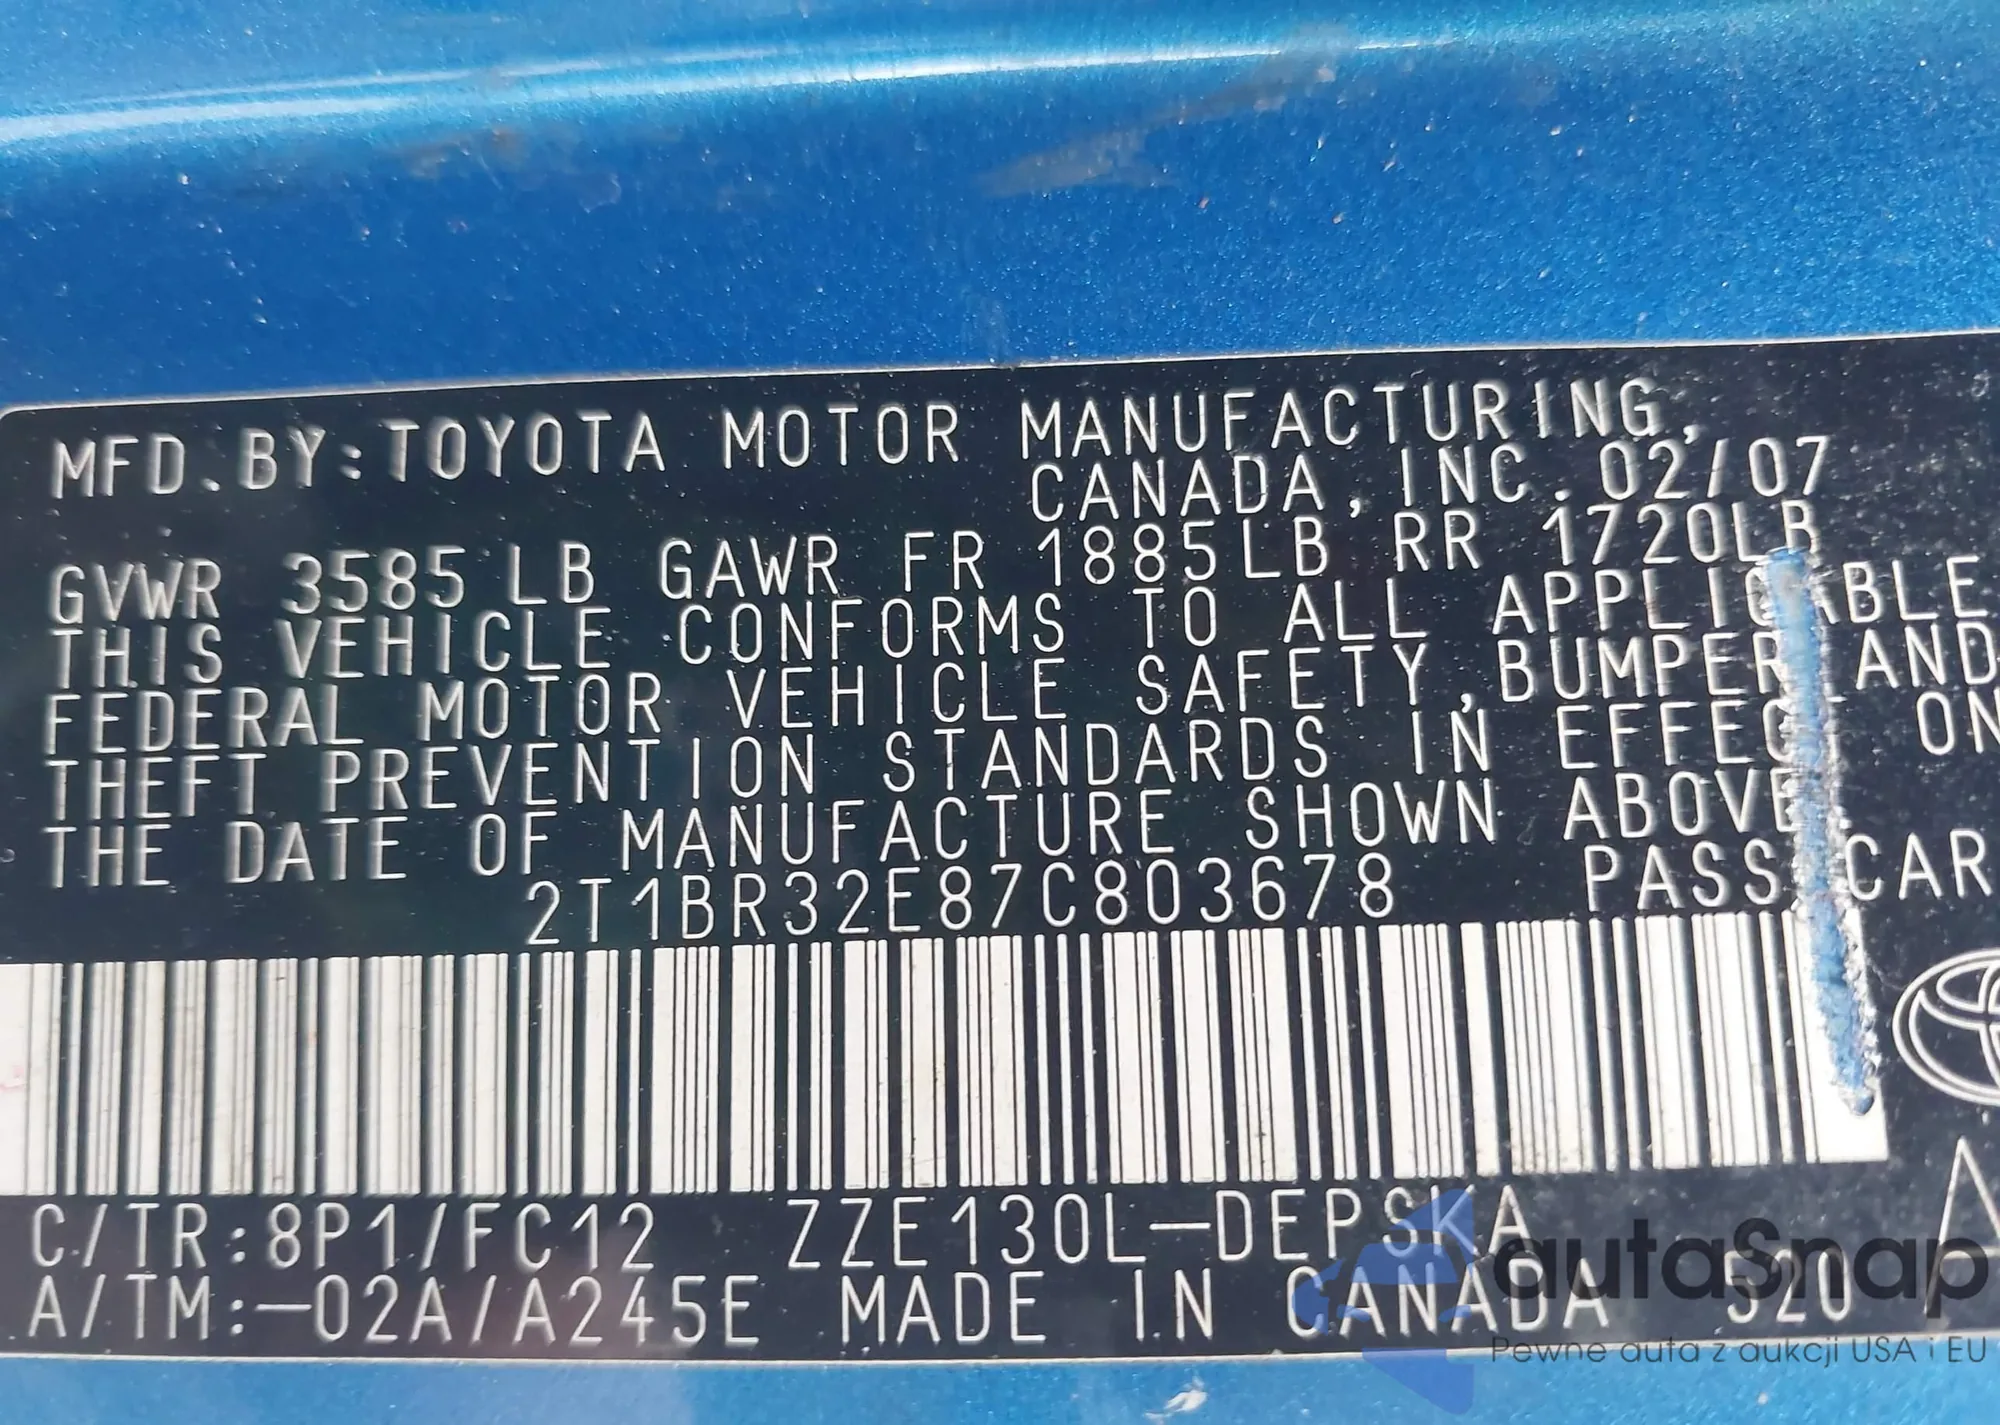 MFD.BY:TOYOTA MOTOR MANUFACTURING,
CANADA, INC. 02/07
GVWR 3585LB GAWR FR 1885LB RR 1720LB
THIS VEHICLE CONFORMS TO ALL APPLICABLE
FEDERAL MOTOR VEHICLE SAFETY, BUMPER, AND
THEFT PREVENTION STANDARDS IN EFFECT ON
THE DATE OF MANUFACTURE SHOWN ABOVE.
2T1BR32E87C803678 PASS CAR
C/TR:8P1/FC12 ZZE130L-DEPSKA
A/TM:-02A/A245E MADE IN CANADA 520
autaSnap
Pewne auta z aukcji USA i EU